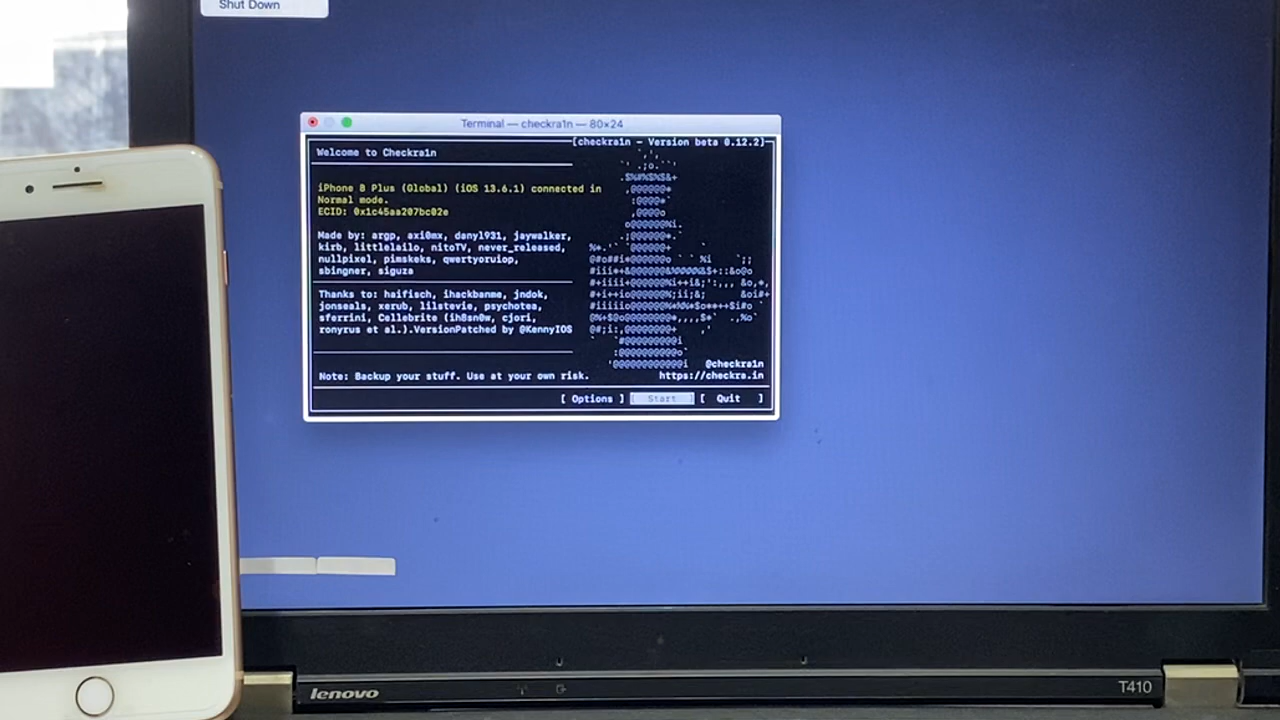 Shut Down
Terminal — checkra1n — 80×24
[checkra1n - Version beta 0.12.2]
Welcome to Checkra1n
iPhone 8 Plus (Global) (iOS 13.6.1) connected in
Normal mode.
ECID: 0x1c45aa207bc02e
Made by: argp, axi0mx, danyl931, jaywalker,
kirb, littlelailo, nitoTV, never_released,
nullpixel, pimskeks, qwertyoruiop,
sbingner, siguza
Thanks to: haifisch, ihackbanme, jndok,
jonseals, xerub, lilstevie, psychotea,
sferrini, Cellebrite (ih8sn0w, cjori,
ronyrus et al.).VersionPatched by @KennyIOS
@checkra1n
Note: Backup your stuff. Use at your own risk.
https://checkra.in
[ Options ] [ Start ] [ Quit ]
lenovo
T410